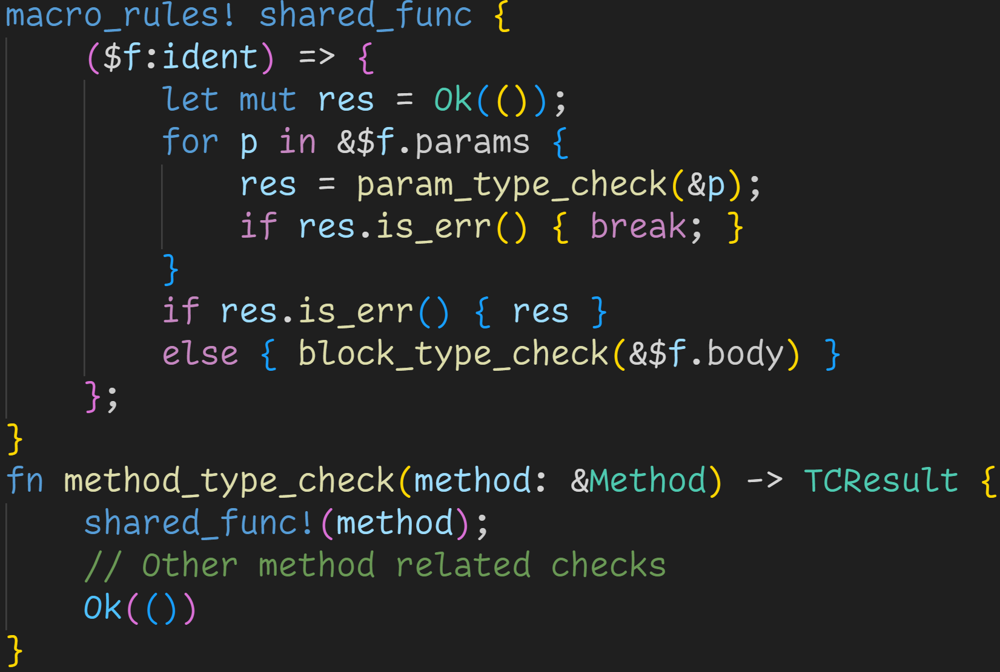 macro_rules! shared_func {
    ($f:ident) => {
        let mut res = Ok(());
        for p in &$f.params {
            res = param_type_check(&p);
            if res.is_err() { break; }
        }
        if res.is_err() { res }
        else { block_type_check(&$f.body) }
    };
}
fn method_type_check(method: &Method) -> TCResult {
    shared_func!(method);
    // Other method related checks
    Ok(())
}